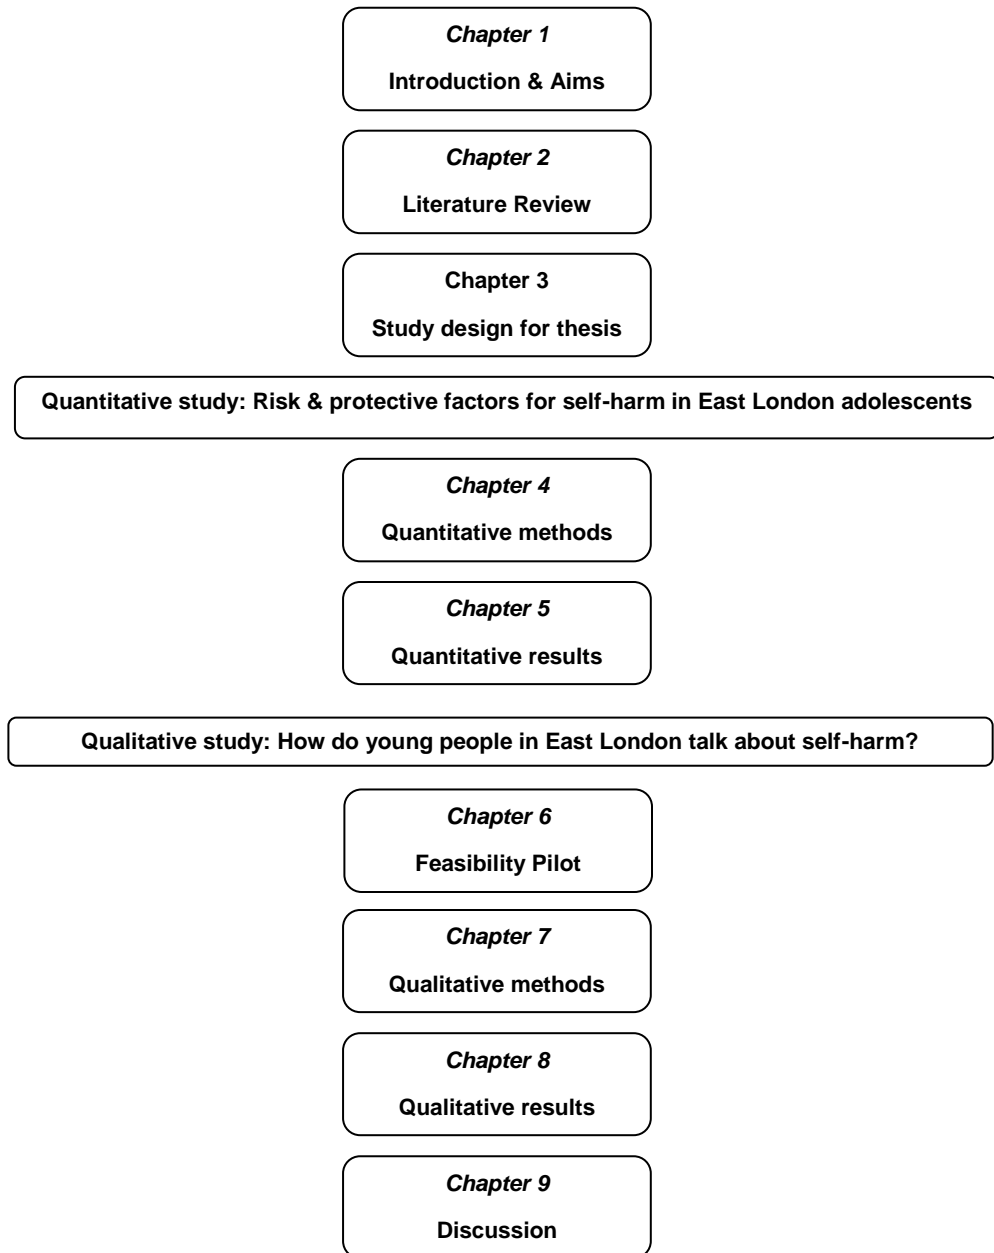 Chapter 1
Introduction & Aims
Chapter 2
Literature Review
Chapter 3
Study design for thesis
Quantitative study: Risk & protective factors for self-harm in East London adolescents
Chapter 4
Quantitative methods
Chapter 5
Quantitative results
Qualitative study: How do young people in East London talk about self-harm?
Chapter 6
Feasibility Pilot
Chapter 7
Qualitative methods
Chapter 8
Qualitative results
Chapter 9
Discussion